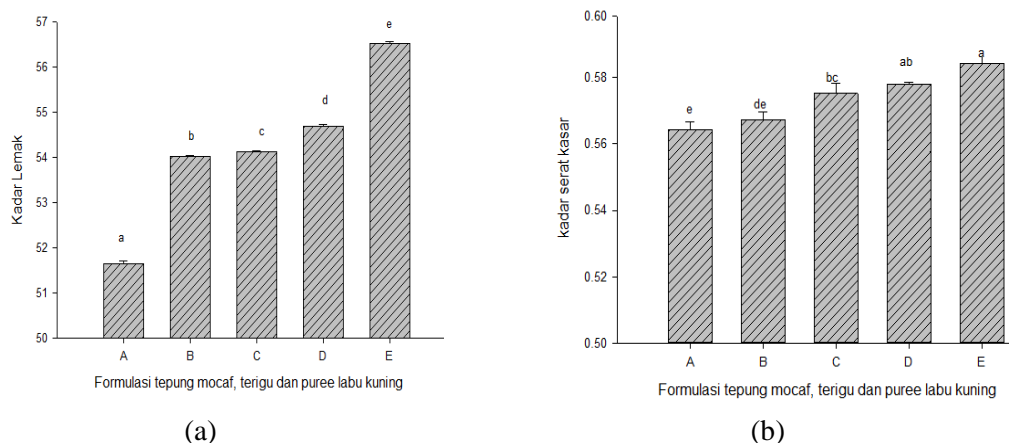 57
56
55
54
53
52
51
50
Kadar Lemak
a
b
c
d
e
A B C D E
Formulasi tepung mocaf, terigu dan puree labu kuning
(a)
0.60
0.58
0.56
0.54
0.52
0.50
kadar serat kasar
e
de
bc
ab
a
A B C D E
Formulasi tepung mocaf, terigu dan puree labu kuning
(b)